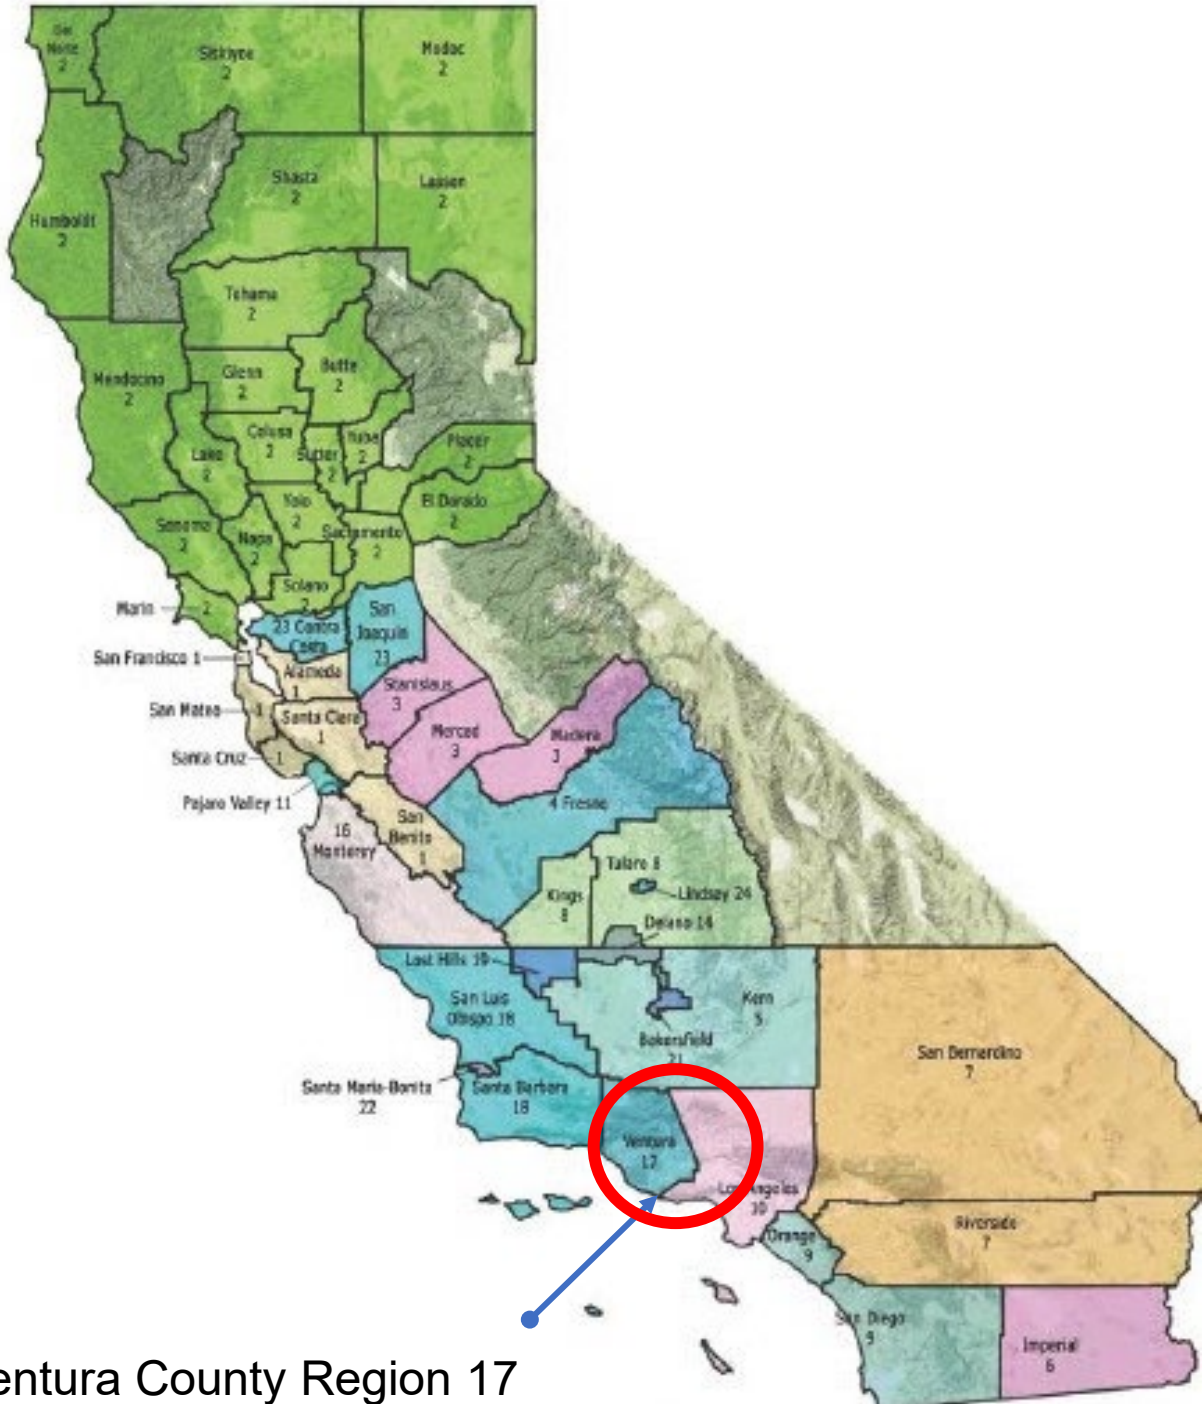 Del
Norte
2
Siskiyou
2
Modoc
2
Humboldt
2
Shasta
2
Lassen
2
Tehama
2
Mendocino
2
Glenn
2
Butte
2
Lake
2
Colusa
2
Sutter
2
Yuba
2
Placer
2
Sonoma
2
Napa
2
Yolo
2
Sacramento
2
El Dorado
2
Solano
2
Marin
2
23 Contra
Costa
San
Joaquin
23
San Francisco 1
Alameda
1
Stanislaus
3
San Mateo
1
Santa Clara
1
Merced
3
Madera
3
Santa Cruz
1
Pajaro Valley 11
San
Benito
1
4 Fresno
16
Monterey
Kings
8
Tulare 8
Lindsay 24
Delano 14
Lost Hills 19
San Luis
Obispo 18
Kern
5
Bakersfield
21
San Bernardino
7
Santa Maria-Bonita
22
Santa Barbara
18
Ventura
17
Los Angeles
10
Orange
9
Riverside
7
San Diego
9
Imperial
6
entura County Region 17